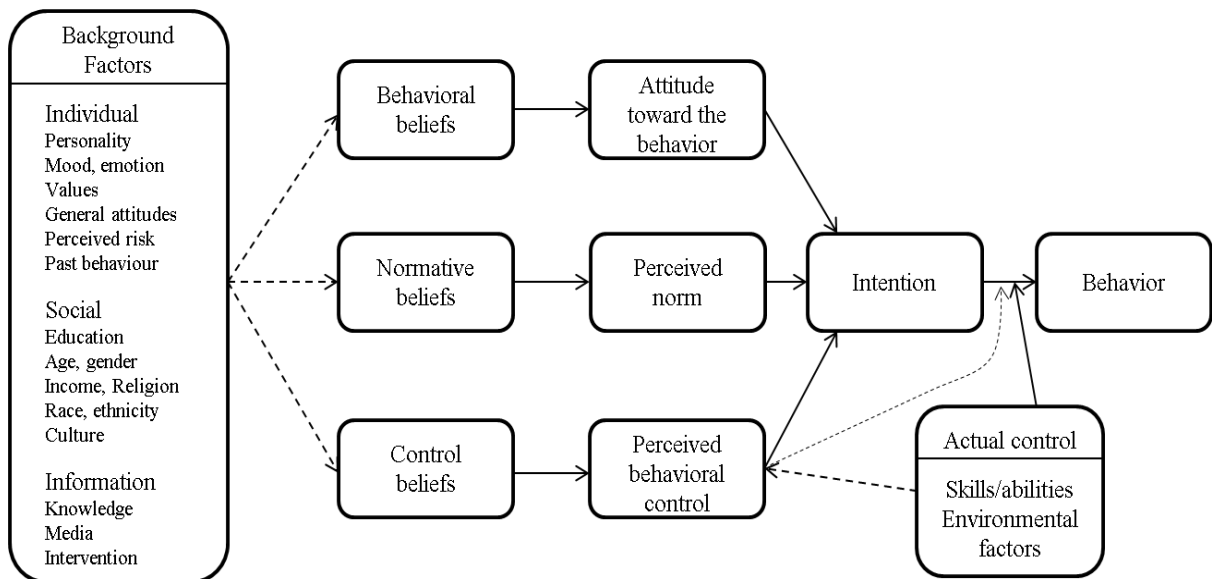 Background
Factors
Individual
Personality
Mood, emotion
Values
General attitudes
Perceived risk
Past behaviour
Social
Education
Age, gender
Income, Religion
Race, ethnicity
Culture
Information
Knowledge
Media
Intervention
Behavioral
beliefs
Attitude
toward the
behavior
Normative
beliefs
Perceived
norm
Intention
Behavior
Control
beliefs
Perceived
behavioral
control
Actual control
Skills/abilities
Environmental
factors